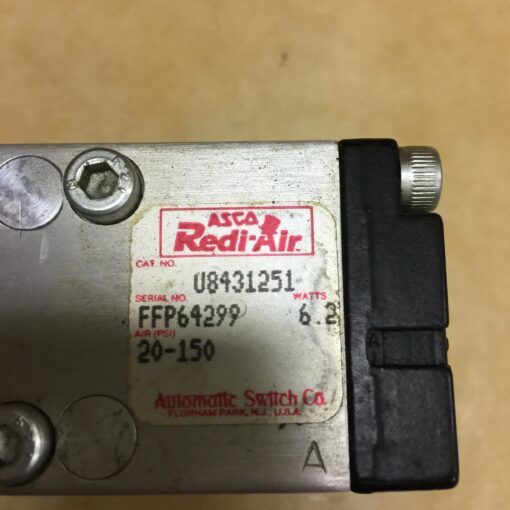 ASCO
Redi-Air
CAT. NO.
U8431251
SERIAL NO. WATTS
FFP64299 6.2
AIR (PSI)
20-150
Automatic Switch Co.
FLORHAM PARK, N.J., U.S.A.
A